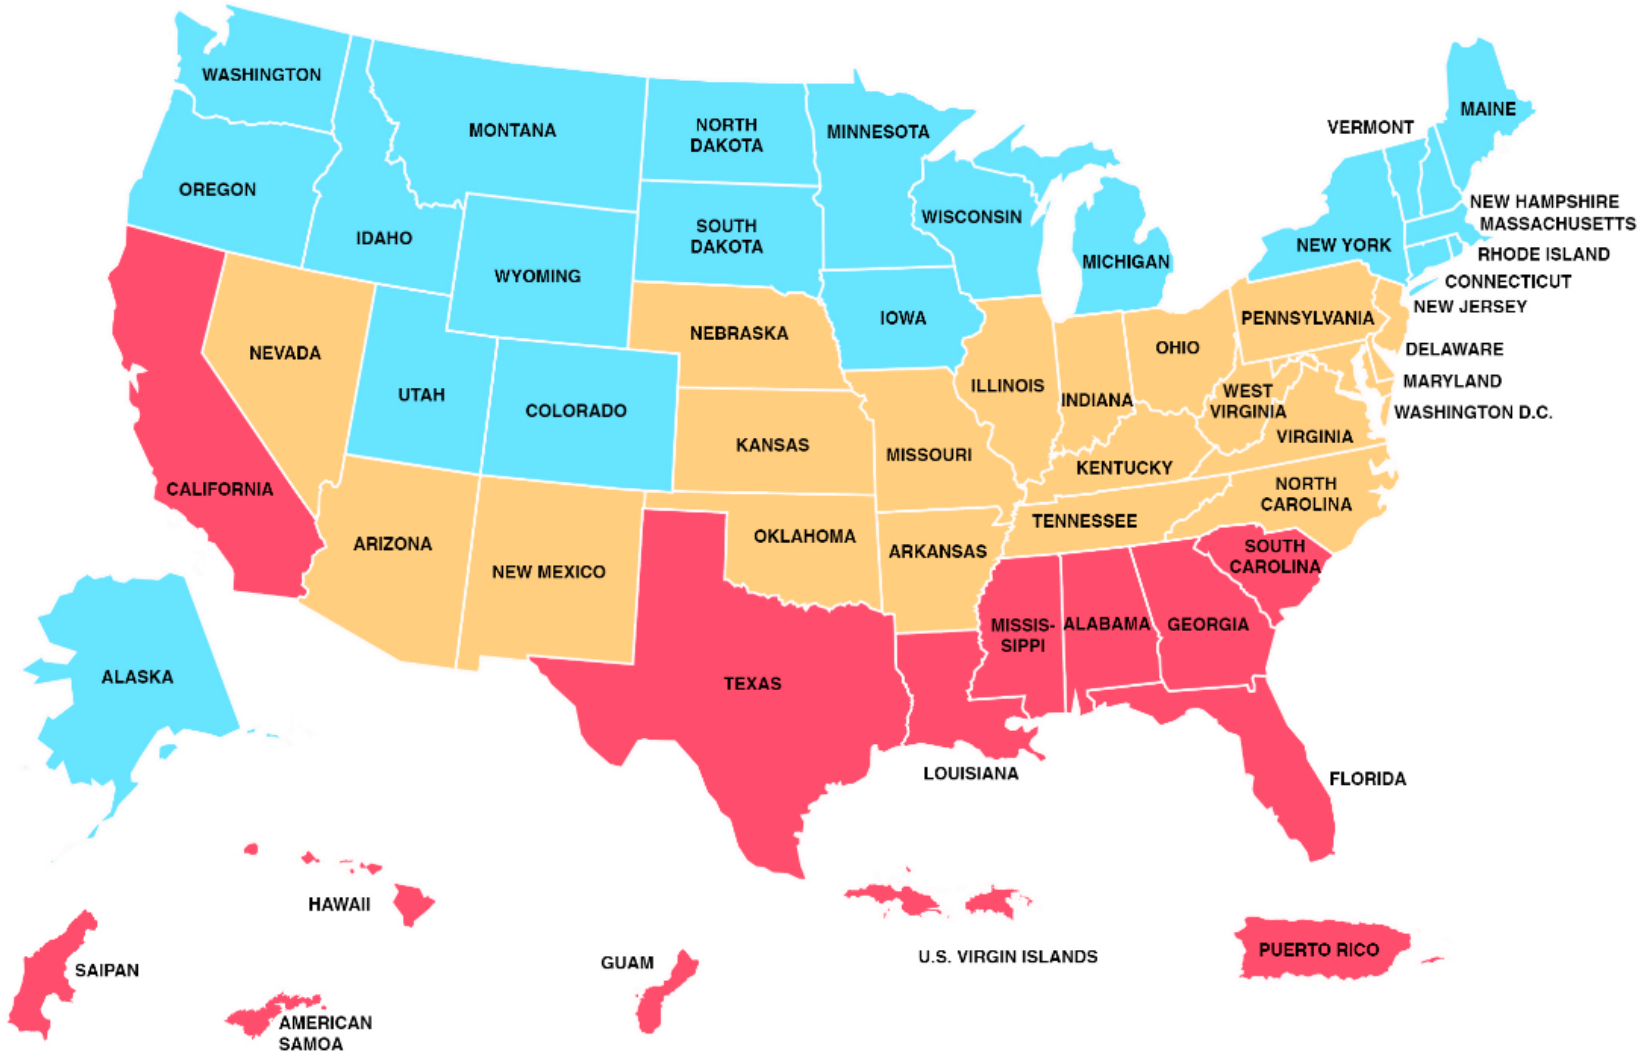 WASHINGTON
MONTANA
NORTH
DAKOTA
MINNESOTA
VERMONT
MAINE
OREGON
IDAHO
WYOMING
SOUTH
DAKOTA
WISCONSIN
MICHIGAN
NEW YORK
NEW HAMPSHIRE
MASSACHUSETTS
RHODE ISLAND
CONNECTICUT
NEW JERSEY
NEVADA
UTAH
COLORADO
NEBRASKA
IOWA
ILLINOIS
INDIANA
OHIO
PENNSYLVANIA
DELAWARE
MARYLAND
WASHINGTON D.C.
WEST
VIRGINIA
VIRGINIA
CALIFORNIA
KANSAS
MISSOURI
KENTUCKY
NORTH
CAROLINA
ARIZONA
NEW MEXICO
OKLAHOMA
ARKANSAS
TENNESSEE
SOUTH
CAROLINA
ALASKA
TEXAS
MISSIS-
SIPPI
ALABAMA
GEORGIA
LOUISIANA
FLORIDA
HAWAII
SAIPAN
AMERICAN
SAMOA
GUAM
U.S. VIRGIN ISLANDS
PUERTO RICO